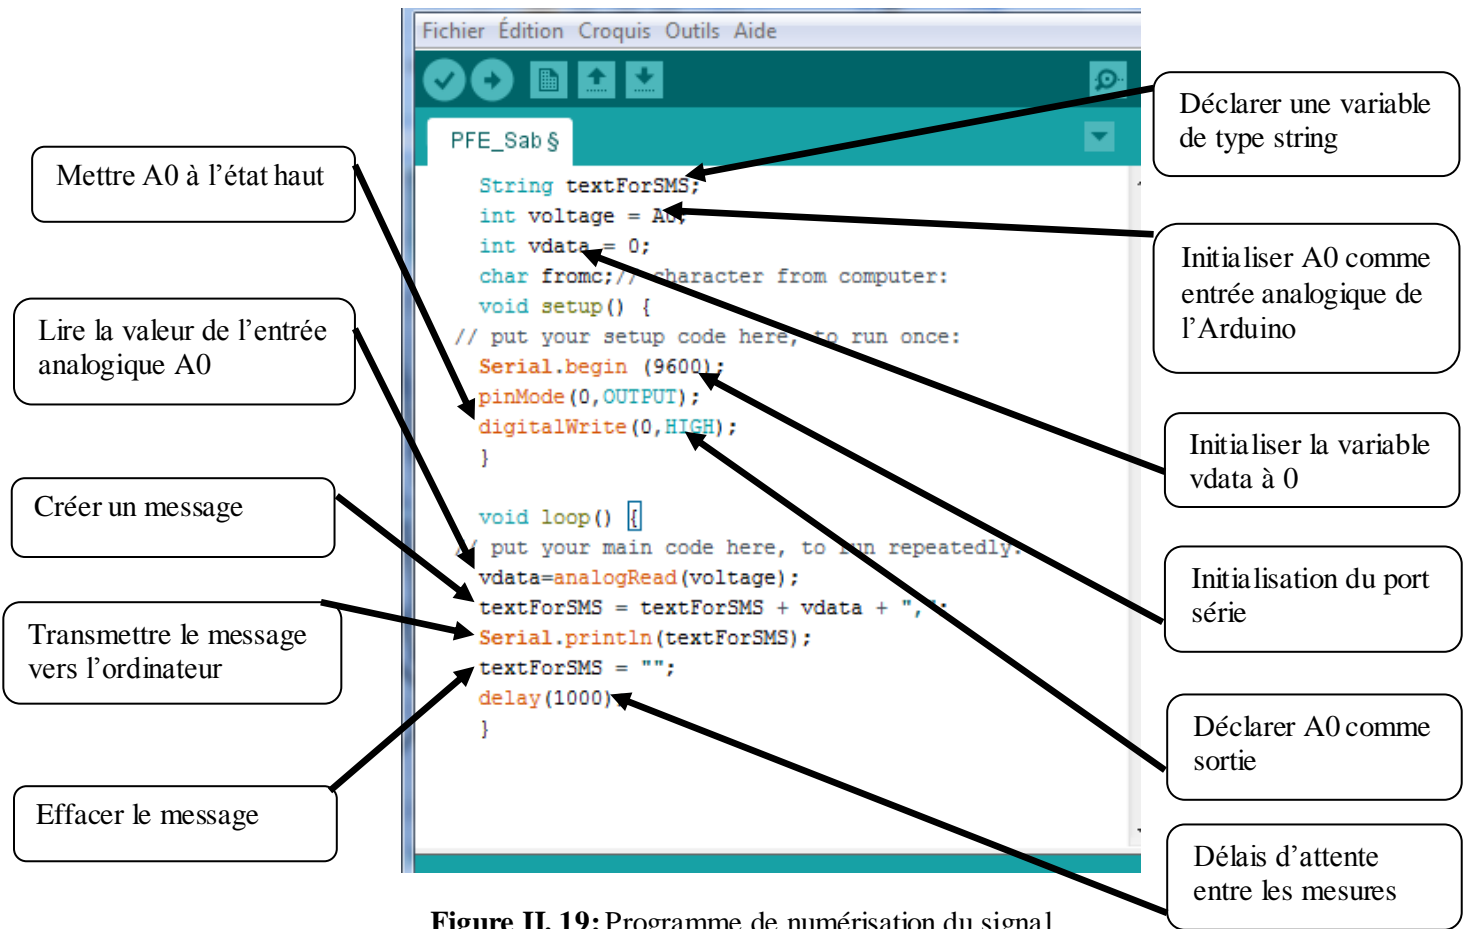 Fichier Édition Croquis Outils Aide
PFE_Sab §
String textForSMS;
int voltage = A0;
int vdata = 0;
char fromc;// character from computer:
void setup() {
// put your setup code here, to run once:
Serial.begin (9600);
pinMode(0,OUTPUT);
digitalWrite(0,HIGH);
}
void loop() {
// put your main code here, to run repeatedly:
vdata=analogRead(voltage);
textForSMS = textForSMS + vdata + ",";
Serial.println(textForSMS);
textForSMS = "";
delay(1000)
}
Mettre A0 à l’état haut
Lire la valeur de l’entrée
analogique A0
Créer un message
Transmettre le message
vers l’ordinateur
Effacer le message
Déclarer une variable
de type string
Initialiser A0 comme
entrée analogique de
l’Arduino
Initialiser la variable
vdata à 0
Initialisation du port
série
Déclarer A0 comme
sortie
Délais d’attente
entre les mesures
Figure II. 19: Programme de numérisation du signal